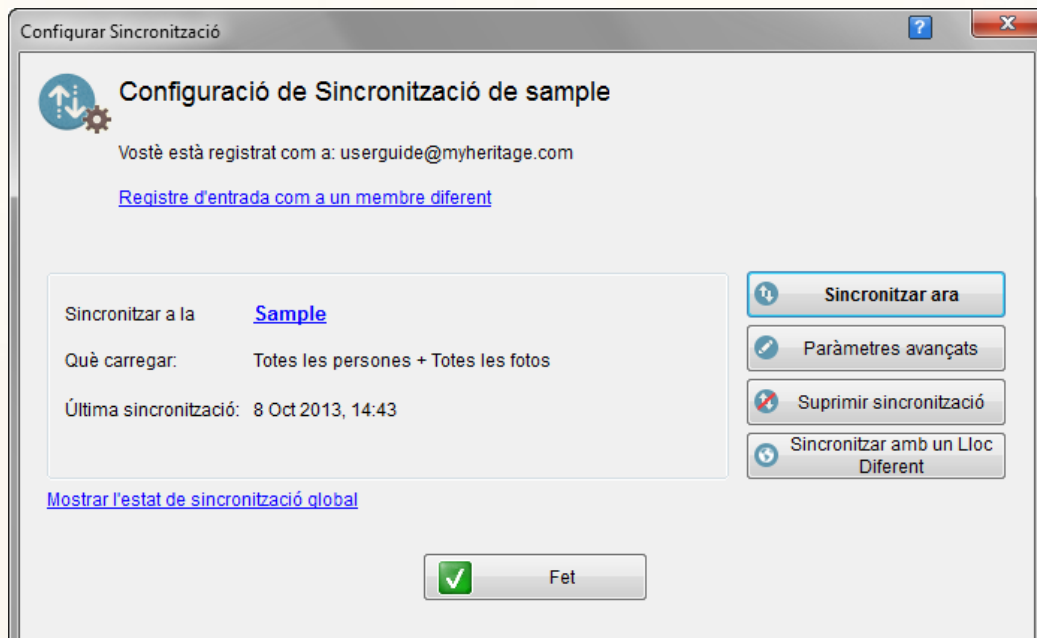 Configurar Sincronització
?
Configuració de Sincronització de sample
Vostè està registrat com a: userguide@myheritage.com
Registre d'entrada com a un membre diferent
Sincronitzar a la Sample
Què carregar: Totes les persones + Totes les fotos
Última sincronització: 8 Oct 2013, 14:43
Sincronitzar ara
Paràmetres avançats
Suprimir sincronització
Sincronitzar amb un Lloc
Diferent
Mostrar l'estat de sincronització global
Fet